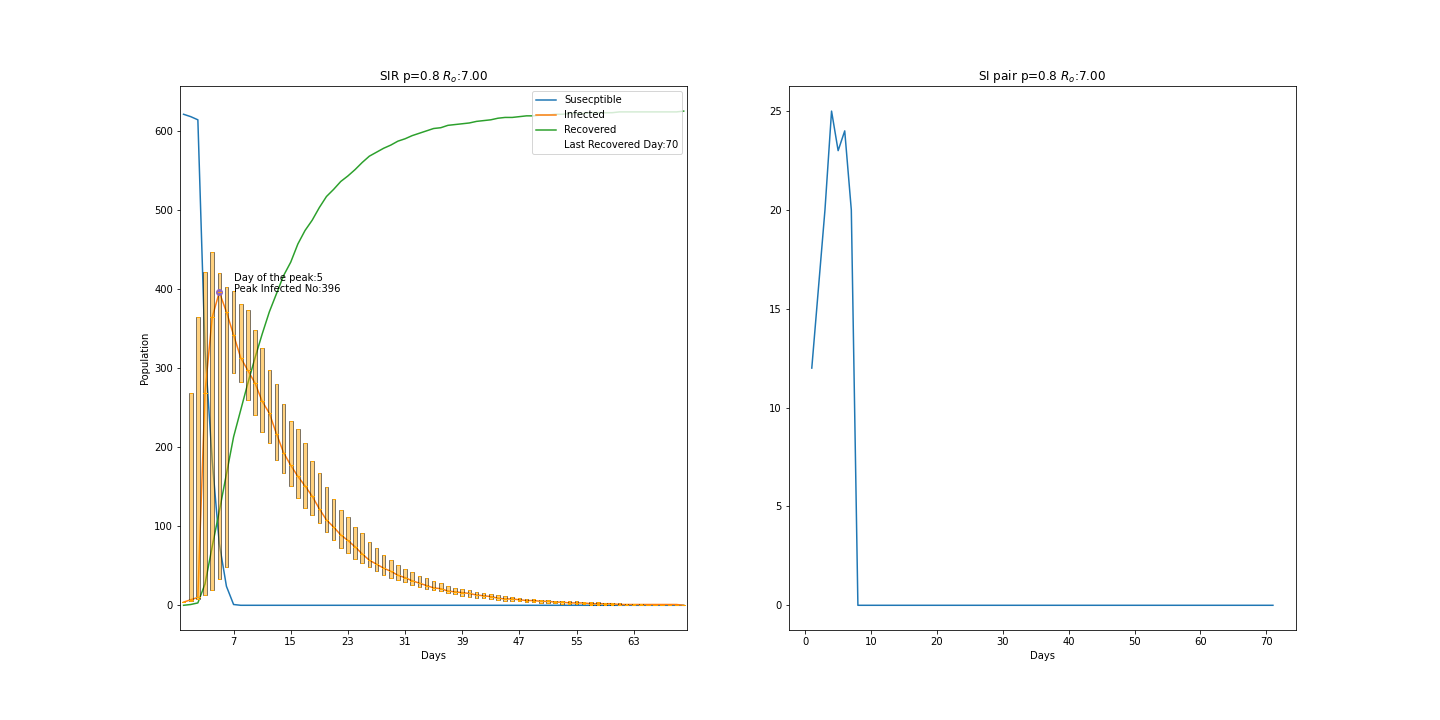 SIR p=0.8 Rₒ:7.00
Susecptible
Infected
Recovered
Last Recovered Day:70
Day of the peak:5
Peak Infected No:396
Population
600
500
400
300
200
100
0
7 15 23 31 39 47 55 63
Days
SI pair p=0.8 Rₒ:7.00
25
20
15
10
5
0
0 10 20 30 40 50 60 70
Days